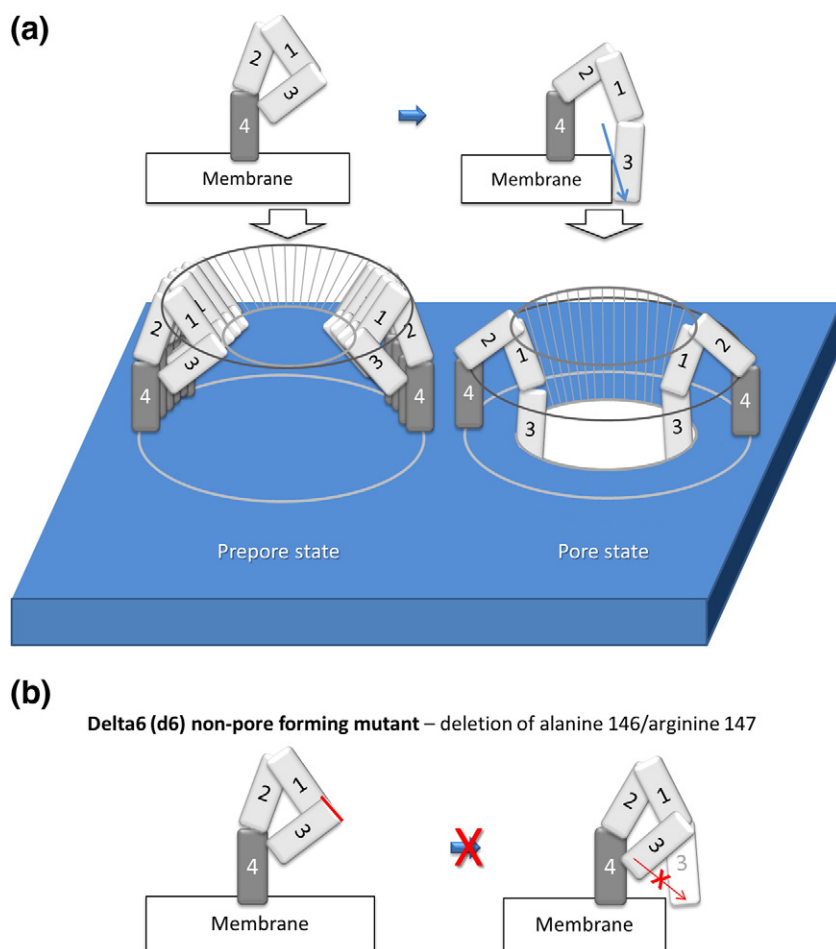 (a)
2 1 3 4
Membrane
2 1 3 4
Membrane
2 1 1 2
3 3
4 4
2 1 1 2
4 4
3 3
Prepore state Pore state
(b)
Delta6 (d6) non-pore forming mutant – deletion of alanine 146/arginine 147
2 1 3 4
Membrane
2 1 3 3 4
Membrane